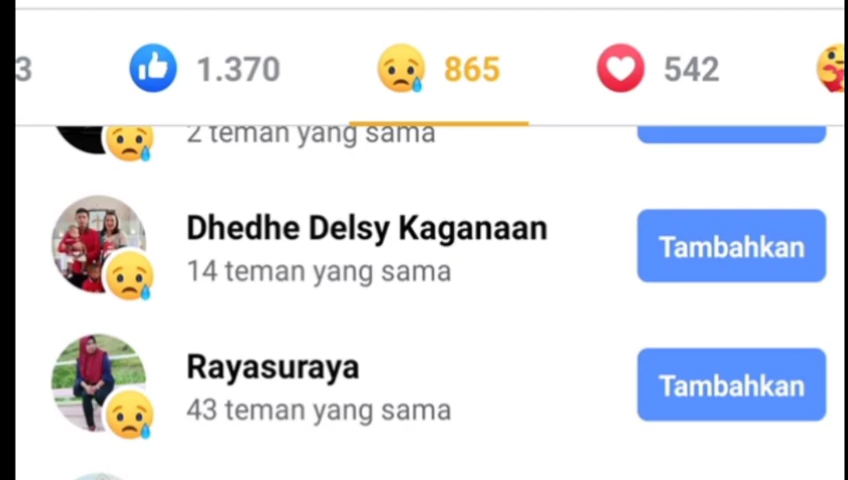 3 1.370 865 542
2 teman yang sama
Dhedhe Delsy Kaganaan
14 teman yang sama
Tambahkan
Rayasuraya
43 teman yang sama
Tambahkan